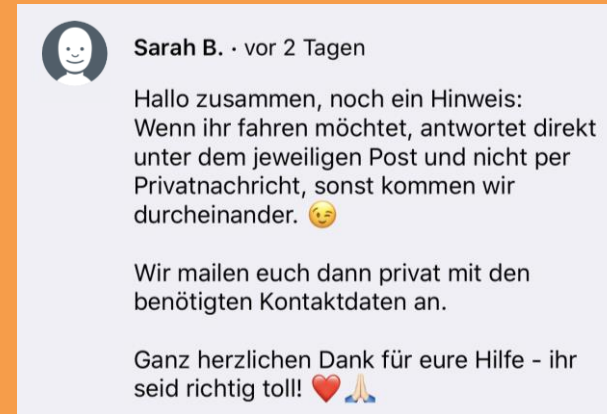 Sarah B. · vor 2 Tagen
Hallo zusammen, noch ein Hinweis:
Wenn ihr fahren möchtet, antwortet direkt
unter dem jeweiligen Post und nicht per
Privatnachricht, sonst kommen wir
durcheinander. 😉
Wir mailen euch dann privat mit den
benötigten Kontaktdaten an.
Ganz herzlichen Dank für eure Hilfe - ihr
seid richtig toll! ❤️🙏🏻